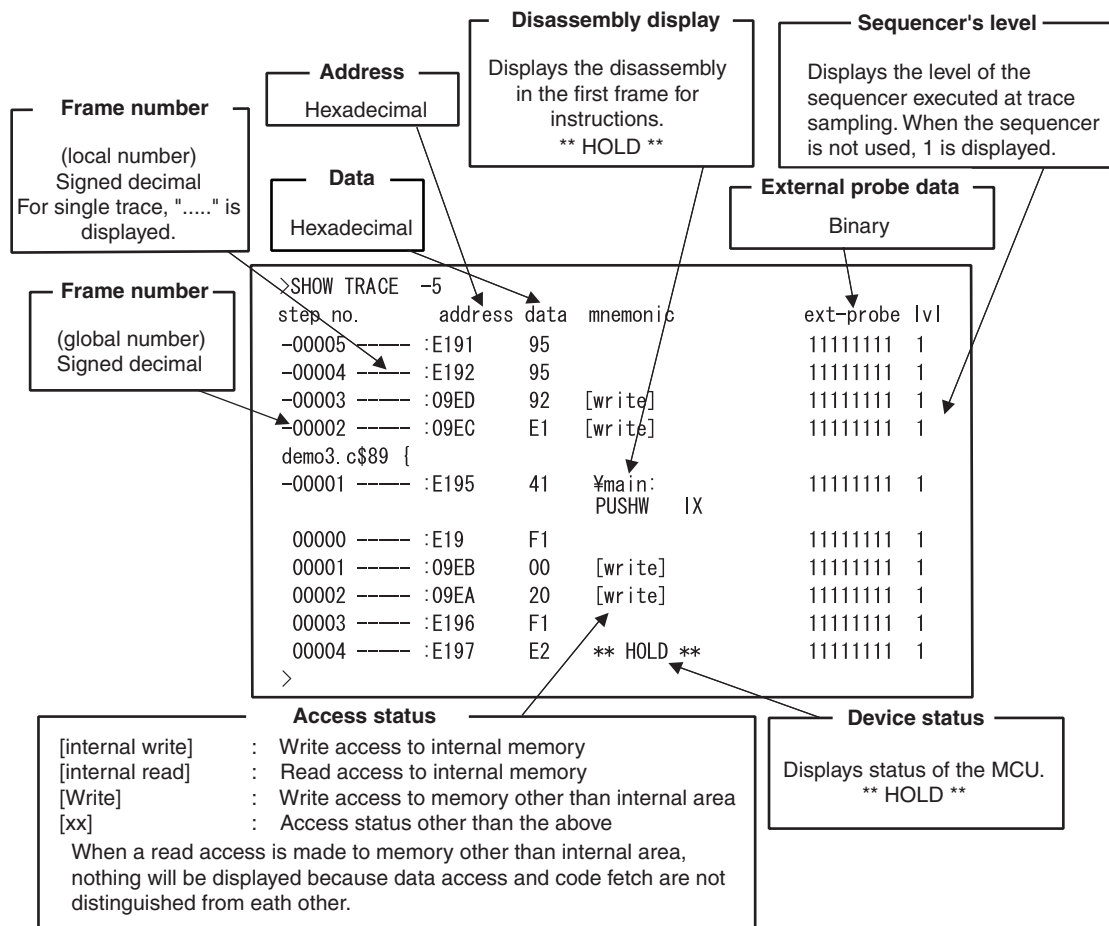 Disassembly display
Displays the disassembly
in the first frame for
instructions.
** HOLD **
Sequencer's level
Displays the level of the
sequencer executed at trace
sampling. When the sequencer
is not used, 1 is displayed.
Address
Hexadecimal
Frame number
(local number)
Signed decimal
For single trace, "....." is
displayed.
Data
Hexadecimal
External probe data
Binary
Frame number
(global number)
Signed decimal
>SHOW TRACE -5
step no. address data mnemonic ext-probe lvl
-00005 ----- :E191 95 11111111 1
-00004 ----- :E192 95 11111111 1
-00003 ----- :09ED 92 [write] 11111111 1
-00002 ----- :09EC E1 [write] 11111111 1
demo3.c$89 {
-00001 ----- :E195 41 ¥main: 11111111 1
PUSHW IX
00000 ----- :E19 F1 11111111 1
00001 ----- :09EB 00 [write] 11111111 1
00002 ----- :09EA 20 [write] 11111111 1
00003 ----- :E196 F1 11111111 1
00004 ----- :E197 E2 ** HOLD ** 11111111 1
>
Access status
[internal write] : Write access to internal memory
[internal read] : Read access to internal memory
[Write] : Write access to memory other than internal area
[xx] : Access status other than the above
When a read access is made to memory other than internal area,
nothing will be displayed because data access and code fetch are not
distinguished from eath other.
Device status
Displays status of the MCU.
** HOLD **